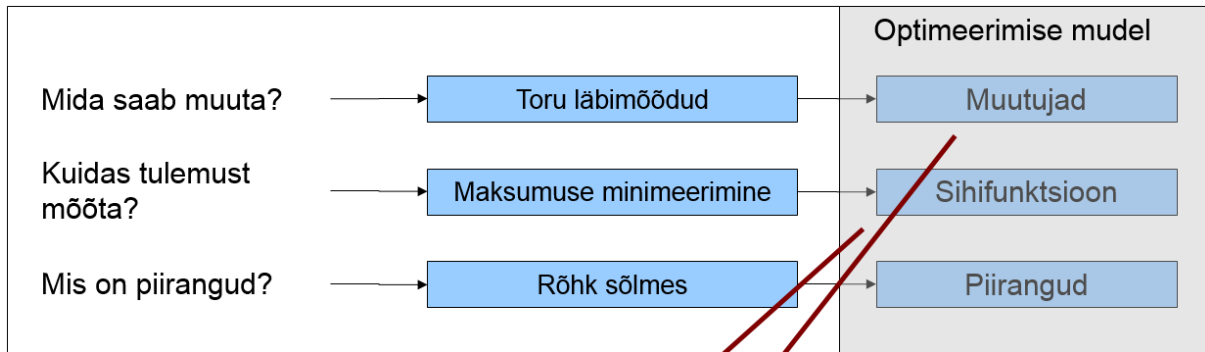 Optimeerimise mudel
Mida saab muuta?
Toru läbimõõdud
Muutujad
Kuidas tulemust
mõõta?
Maksumuse minimeerimine
Sihifunktsioon
Mis on piirangud?
Rõhk sõlmes
Piirangud